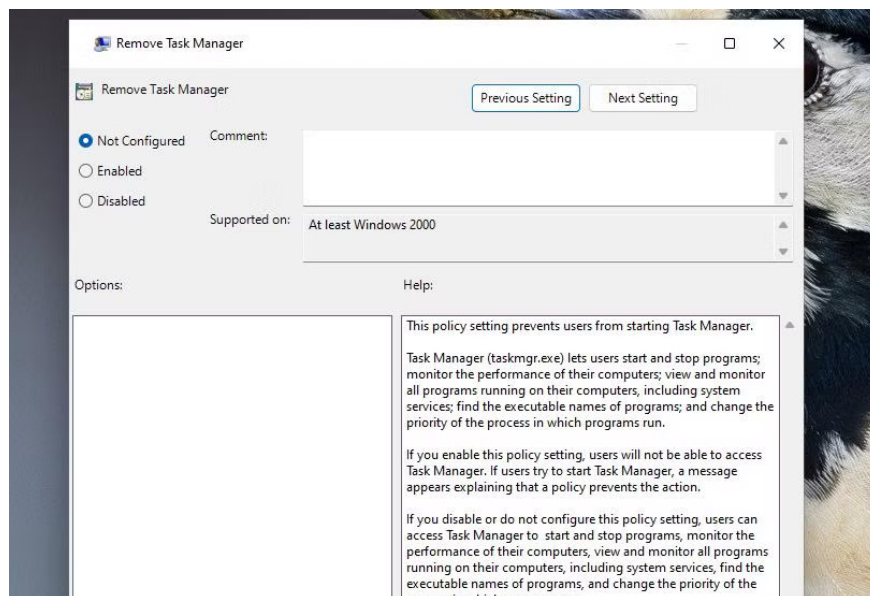 Remove Task Manager
Remove Task Manager
Previous Setting
Next Setting
Not Configured
Comment:
Enabled
Disabled
Supported on:
At least Windows 2000
Options:
Help:
This policy setting prevents users from starting Task Manager.
Task Manager (taskmgr.exe) lets users start and stop programs;
monitor the performance of their computers; view and monitor
all programs running on their computers, including system
services; find the executable names of programs; and change the
priority of the process in which programs run.
If you enable this policy setting, users will not be able to access
Task Manager. If users try to start Task Manager, a message
appears explaining that a policy prevents the action.
If you disable or do not configure this policy setting, users can
access Task Manager to  start and stop programs, monitor the
performance of their computers, view and monitor all programs
running on their computers, including system services, find the
executable names of programs, and change the priority of the